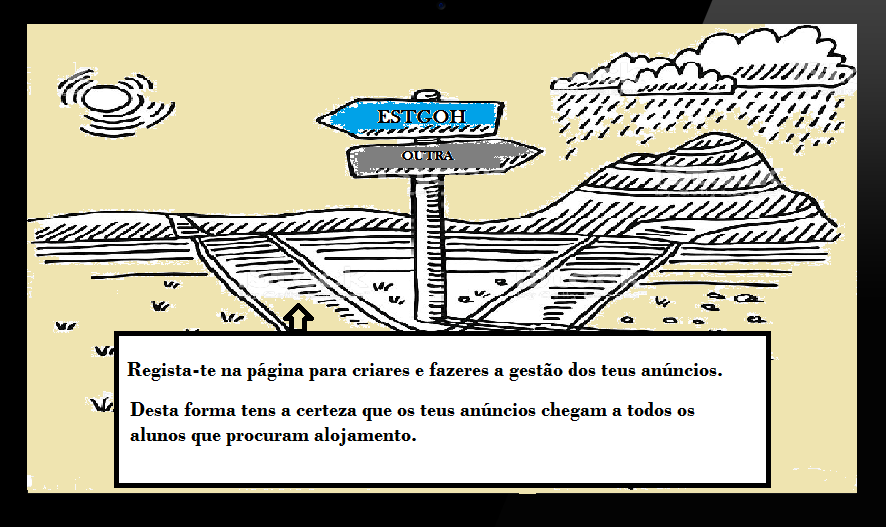 ESTGOH
OUTRA
Regista-te na página para criares e fazeres a gestão dos teus anúncios.
Desta forma tens a certeza que os teus anúncios chegam a todos os
alunos que procuram alojamento.